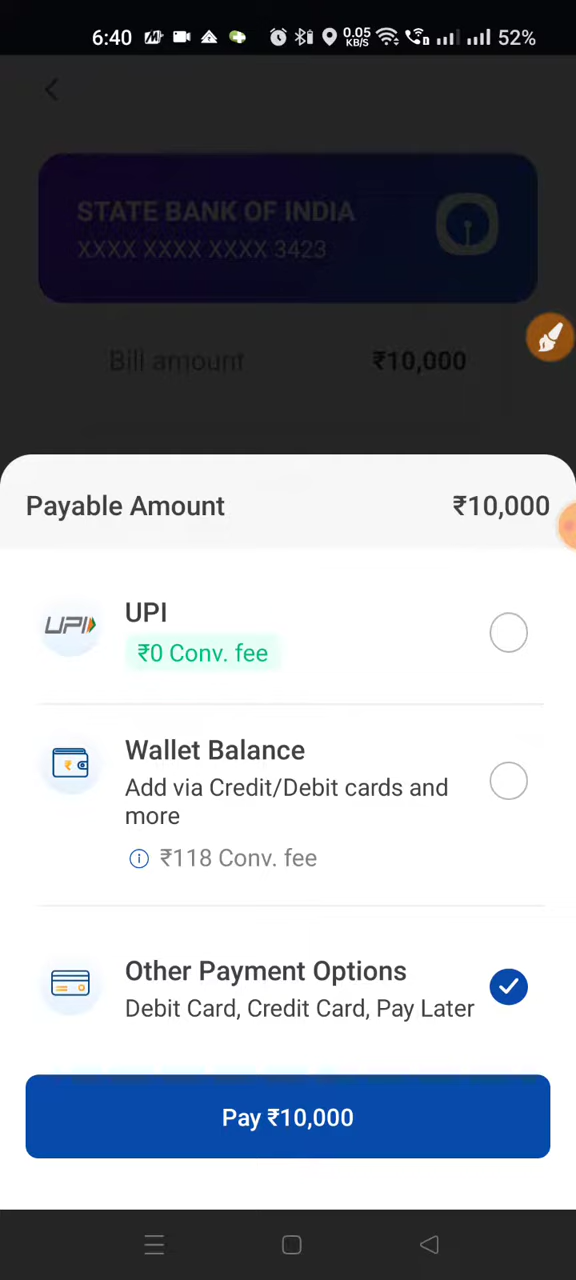 6:40
0.05
KB/S
52%
STATE BANK OF INDIA
XXXX XXXX XXXX 3423
Bill amount ₹10,000
Payable Amount ₹10,000
UPI
UPI
₹0 Conv. fee
Wallet Balance
Add via Credit/Debit cards and
more
₹118 Conv. fee
Other Payment Options
Debit Card, Credit Card, Pay Later
Pay ₹10,000